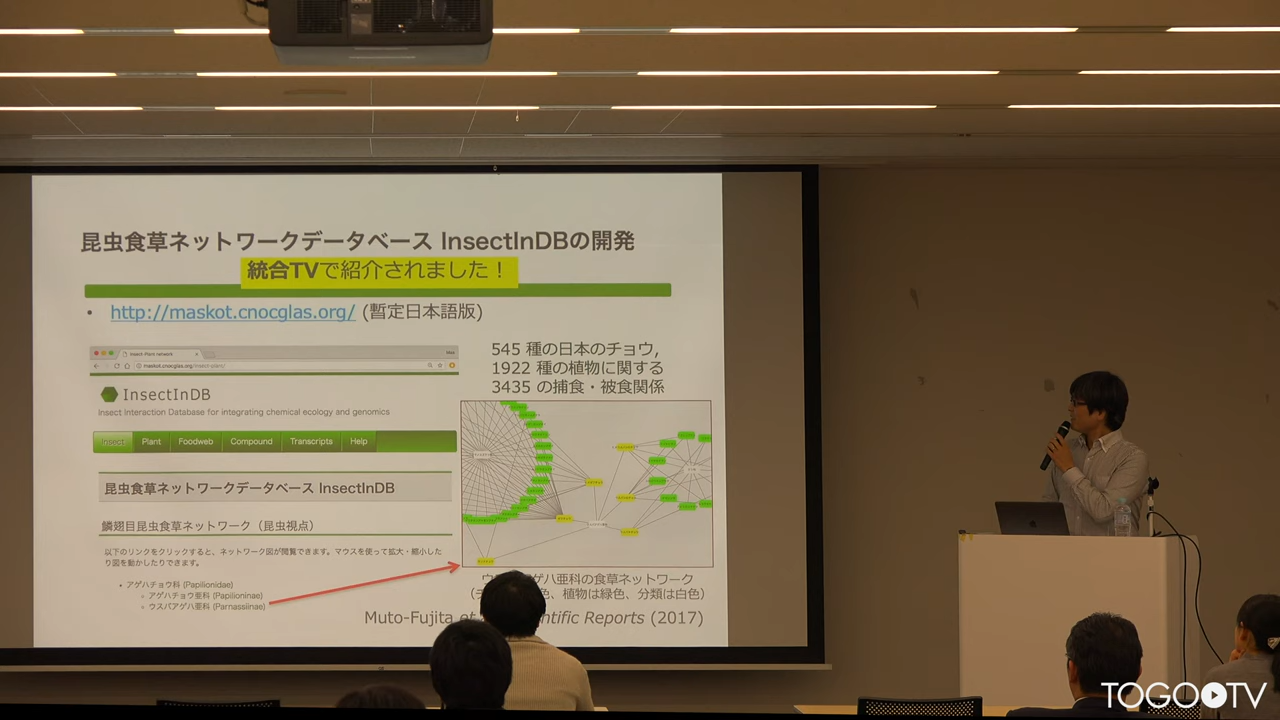 昆虫食草ネットワークデータベース InsectInDBの開発
統合TVで紹介されました！
• http://maskot.cnocglas.org/ (暫定日本語版)
Insect-Plant network
maskot.cnocglas.org/insect-plant/
InsectInDB
Insect Interaction Database for integrating chemical ecology and genomics
Insect Plant Foodweb Compound Transcripts Help
昆虫食草ネットワークデータベース InsectInDB
鱗翅目昆虫食草ネットワーク（昆虫視点）
以下のリンクをクリックすると、ネットワーク図が閲覧できます。マウスを使って拡大・縮小した
り図を動かしたりできます。
• アゲハチョウ科 (Papilionidae)
アゲハチョウ亜科 (Papilioninae)
ウスバアゲハ亜科 (Parnassiinae)
545 種の日本のチョウ,
1922 種の植物に関する
3435 の捕食・被食関係
アゲハ亜科の食草ネットワーク
色、植物は緑色、分類は白色）
Muto-Fujita Reports (2017)
TOGOTV